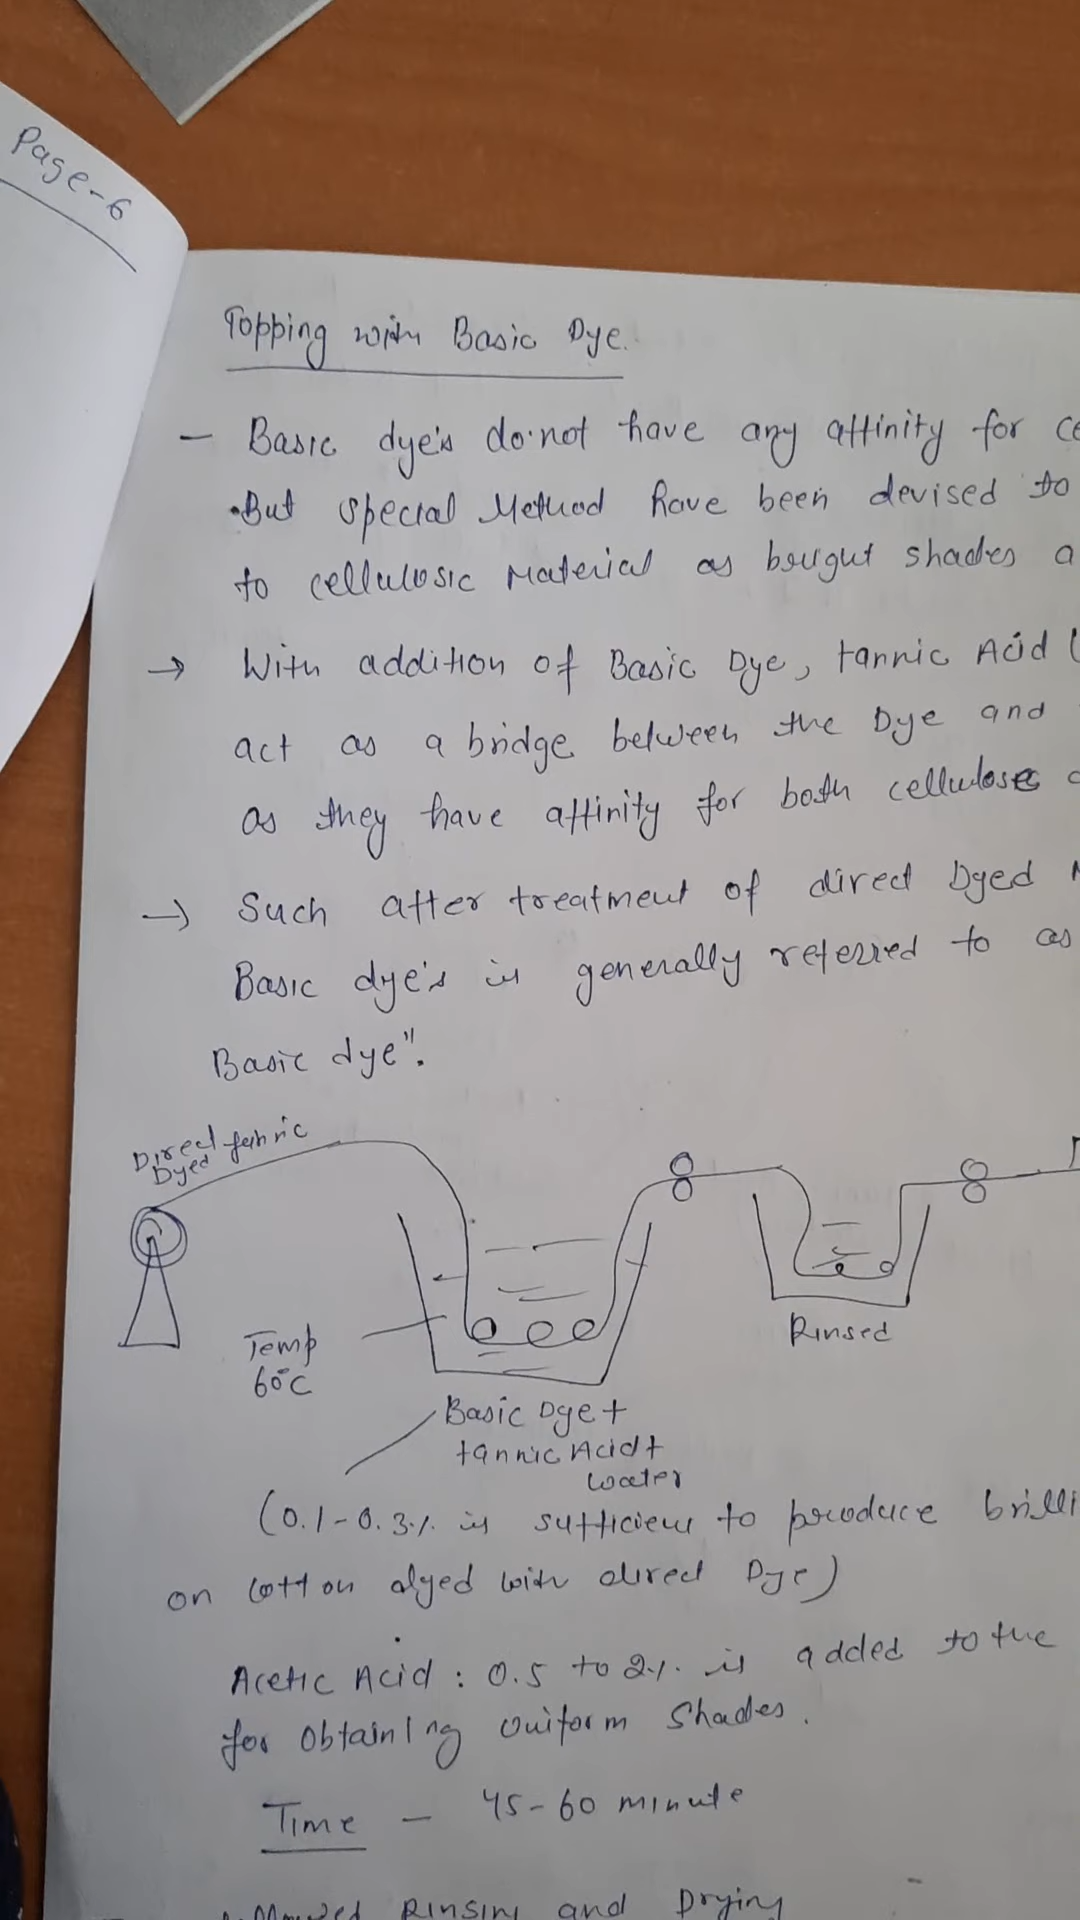 Page-6
Topping with Basic Dye.
- Basic dye's do not have any affinity for ce
But special Method have been devised to
to cellulosic Material as brigut shades a
→ With addition of Basic Dye, tannic Acid (
act as a bridge between the Dye and
as they have affinity for both celluloses
→ Such after treatment of direct Dyed
Basic dye's is generally referred to as
Basic dye".
Direct fabric
Dyed
Temp
60°C
Rinsed
Basic Dye +
tannic Acid +
water
(0.1-0.3% is sufficient to produce brilli
on Cotton dyed with direct Dye)
Acetic Acid : 0.5 to 2% is added to the
for obtaining Uniform Shades.
Time - 45-60 minute
Rinsing and Drying